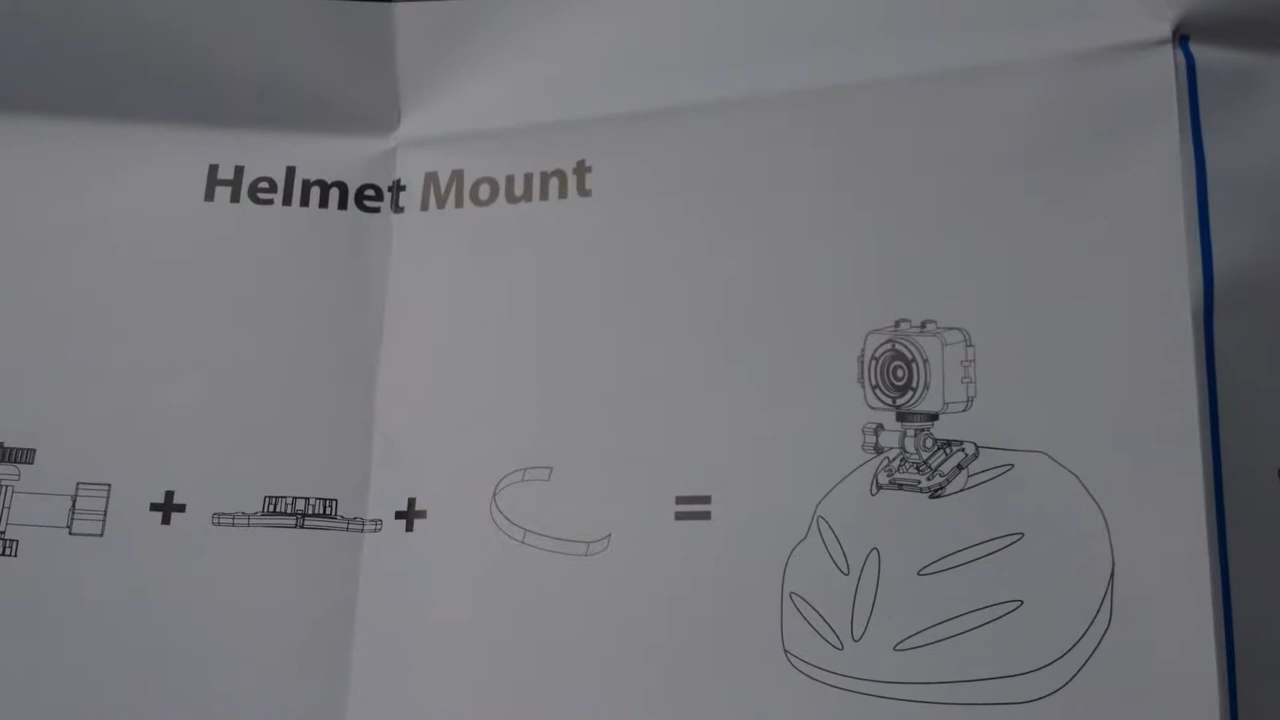 Helmet Mount
+ + =